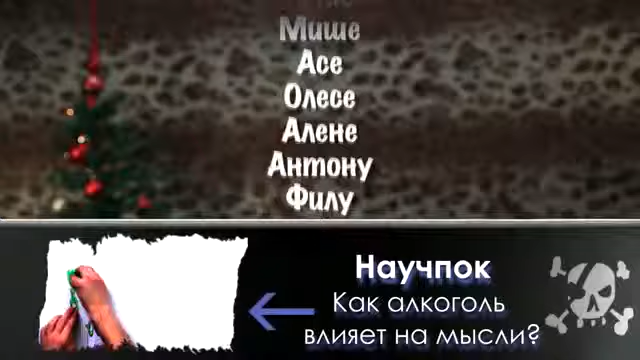 Мише
Асе
Олесе
Алене
Антону
Филу
Научпок
Как алкоголь
влияет на мысли?